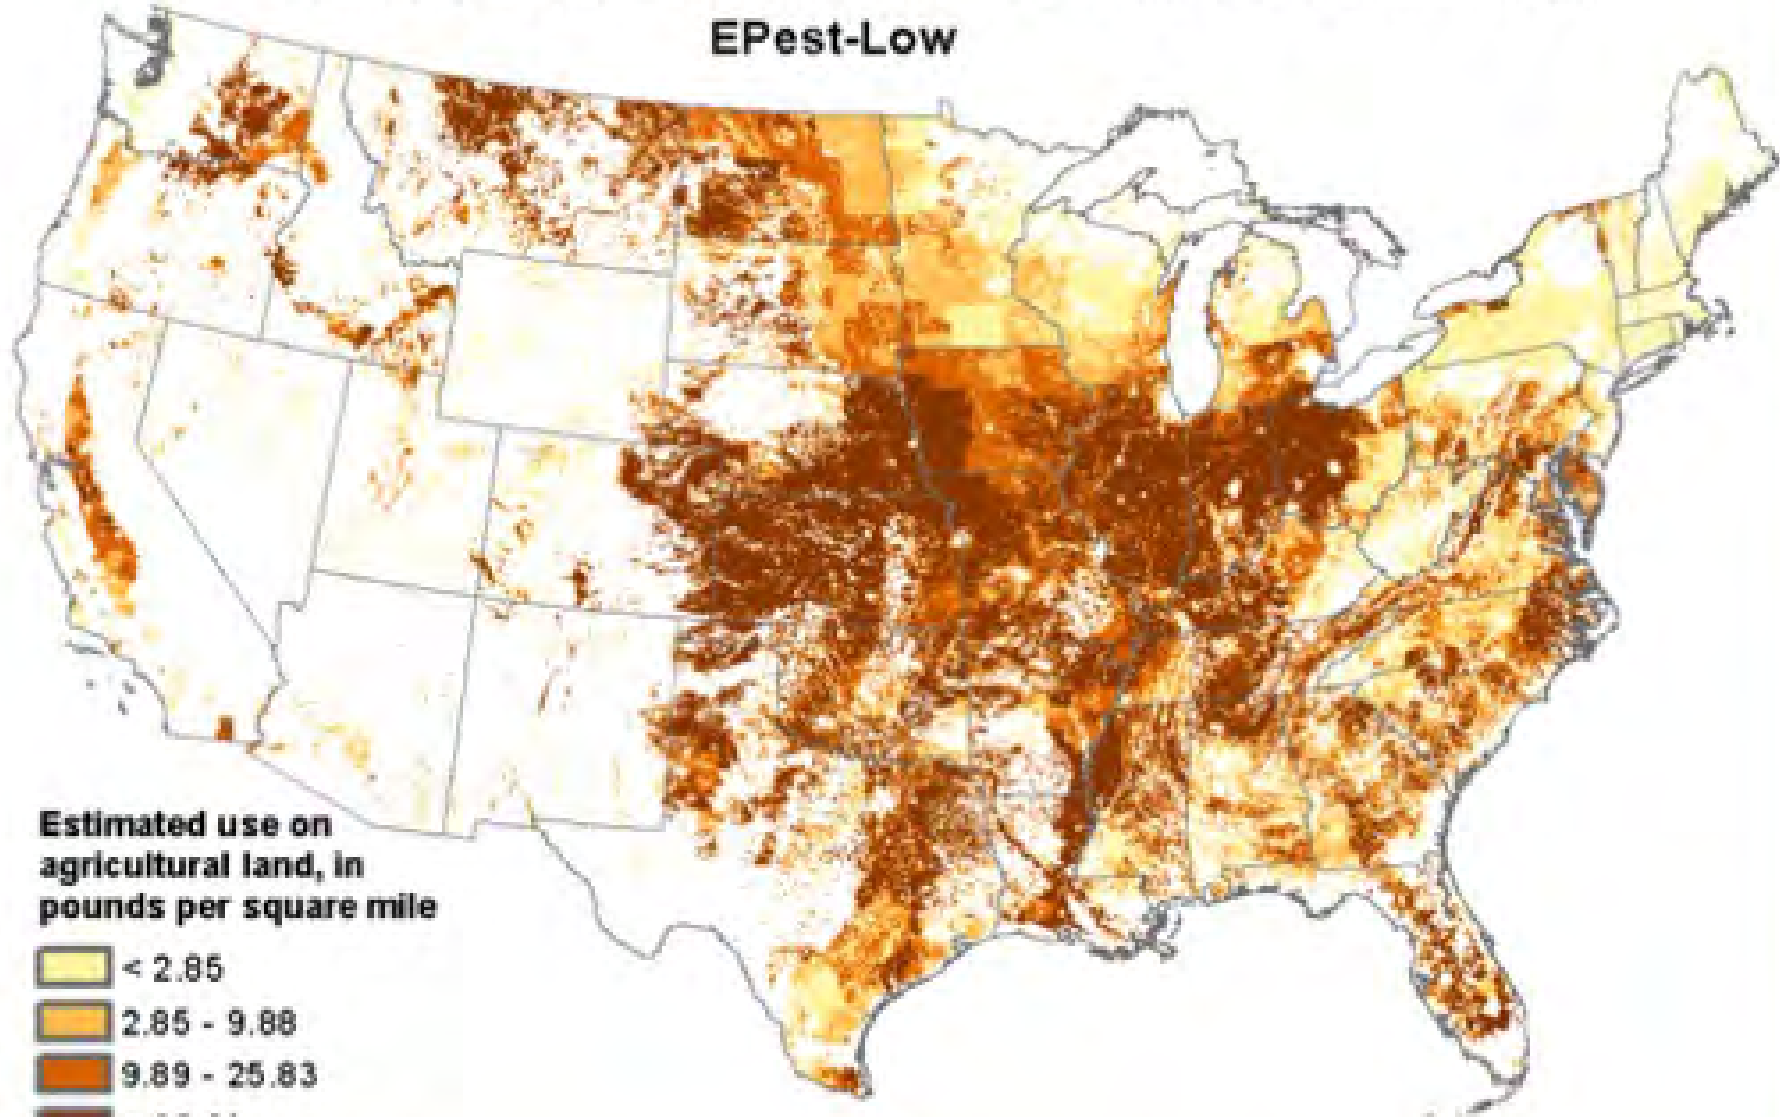 EPest-Low
Estimated use on
agricultural land, in
pounds per square mile
< 2.85
2.85 - 9.88
9.89 - 25.83